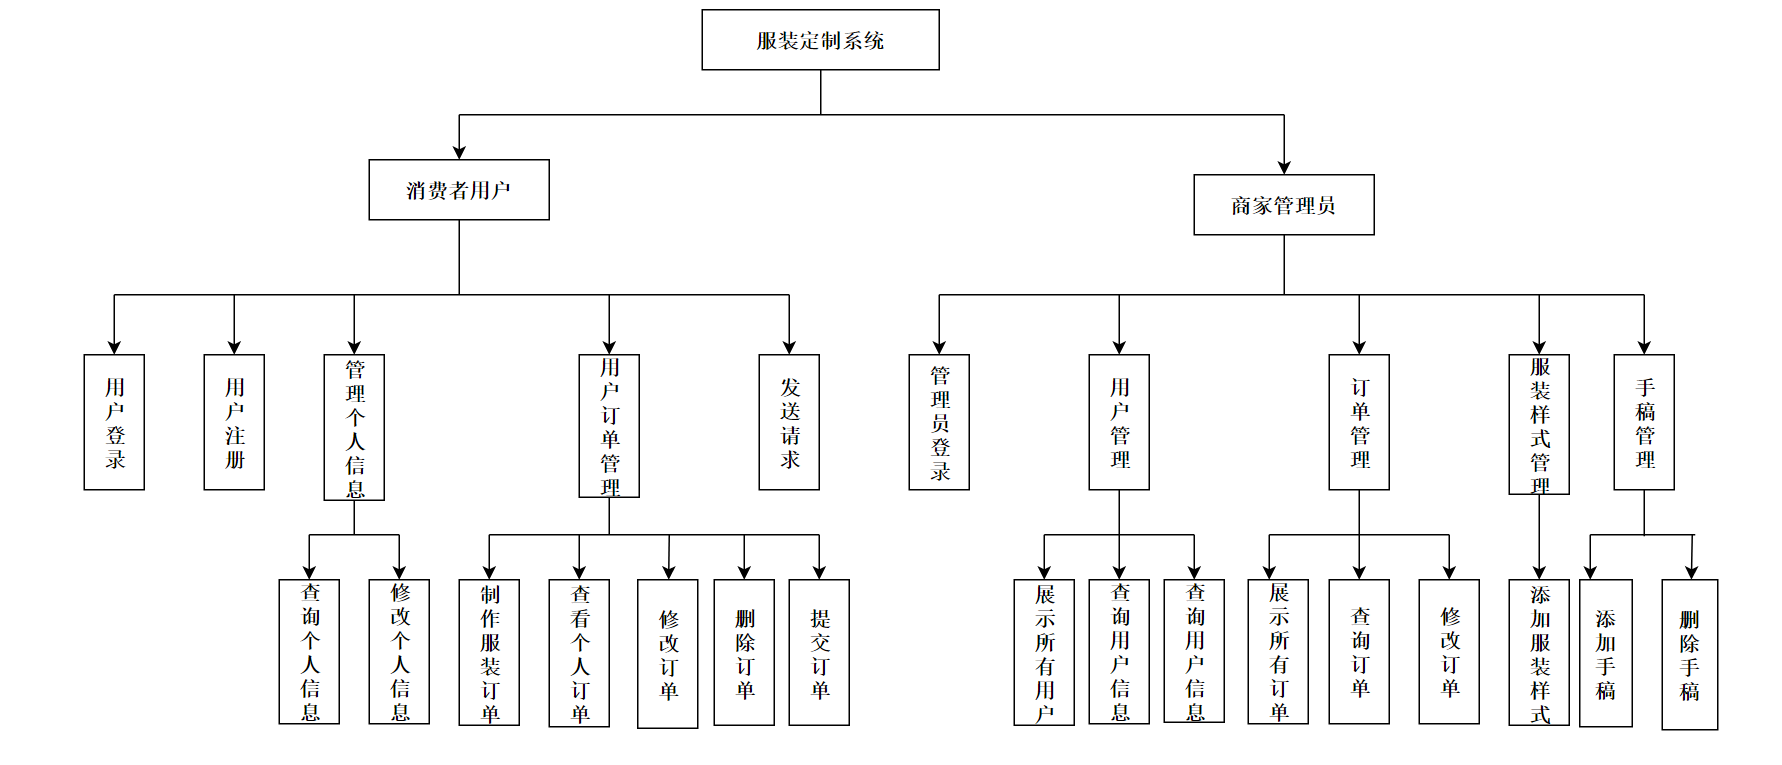 服装定制系统
消费者用户
商家管理员
用户登录
用户注册
管理个人信息
用户订单管理
发送请求
管理员登录
用户管理
订单管理
服装样式管理
手稿管理
查询个人信息
修改个人信息
制作服装订单
查看个人订单
修改订单
删除订单
提交订单
展示所有用户
查询用户信息
查询用户信息
展示所有订单
查询订单
修改订单
添加服装样式
添加手稿
删除手稿